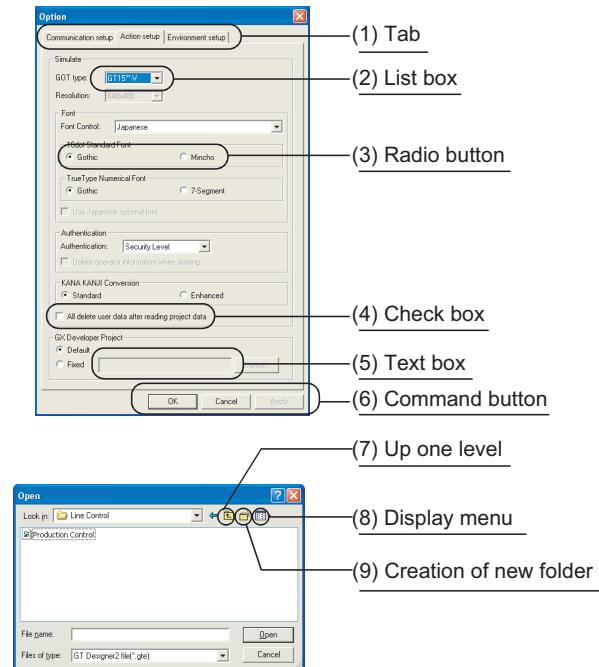 Option
Communication setup Action setup Environment setup
(1) Tab
Simulate
GOT type: GT15**-V
(2) List box
Resolution: 640x480
Font
Font Control: Japanese
16dot Standard Font
Gothic Mincho
(3) Radio button
TrueType Numerical Font
Gothic 7-Segment
Use Japanese optional font
Authentication
Authentication: Security Level
Delete operator information when starting
KANA KANJI Conversion
Standard Enhanced
All delete user data after reading project data
(4) Check box
GX Developer Project
Default
Fixed Browse...
(5) Text box
OK Cancel Apply
(6) Command button
(7) Up one level
Open
Look in: Line Control
(8) Display menu
Production Control
(9) Creation of new folder
File name: Open
Files of type: GT Designer2 file(*.gte) Cancel